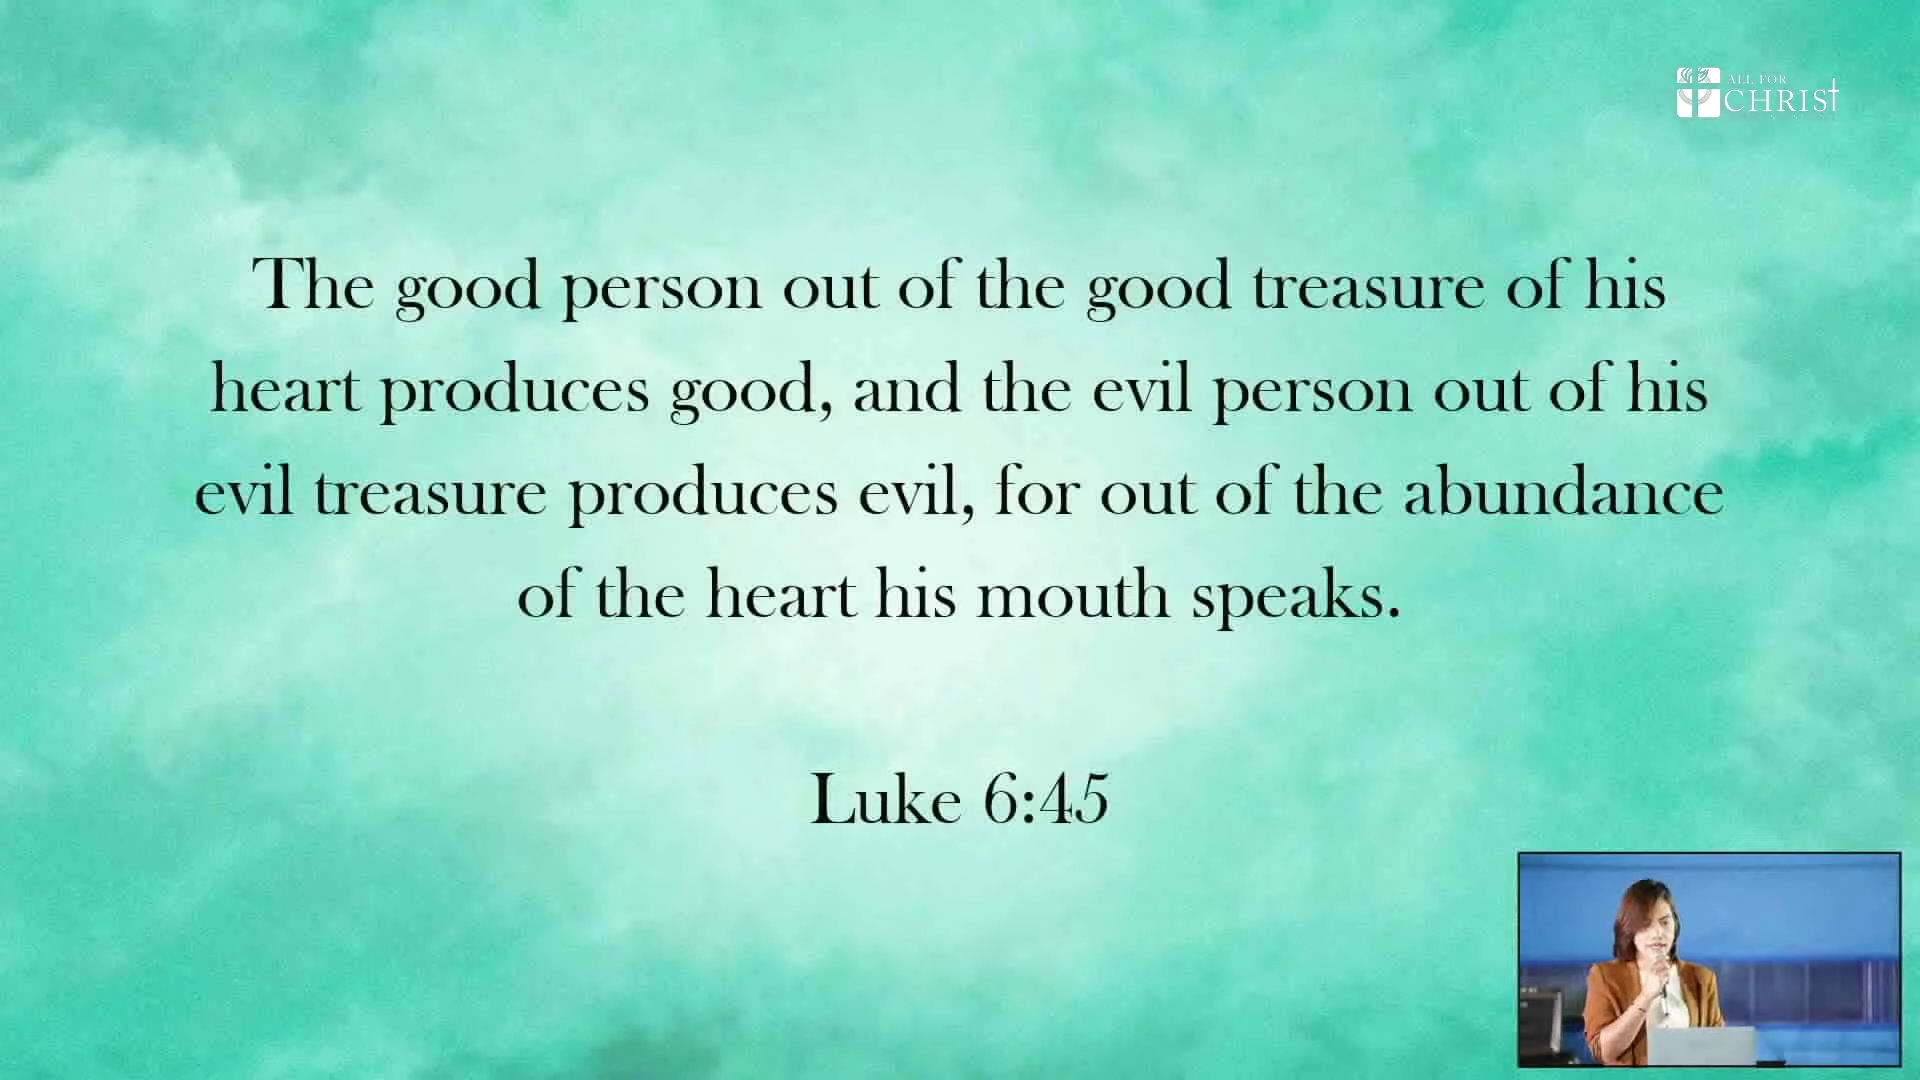 ALL FOR
CHRIST
The good person out of the good treasure of his
heart produces good, and the evil person out of his
evil treasure produces evil, for out of the abundance
of the heart his mouth speaks.
Luke 6:45